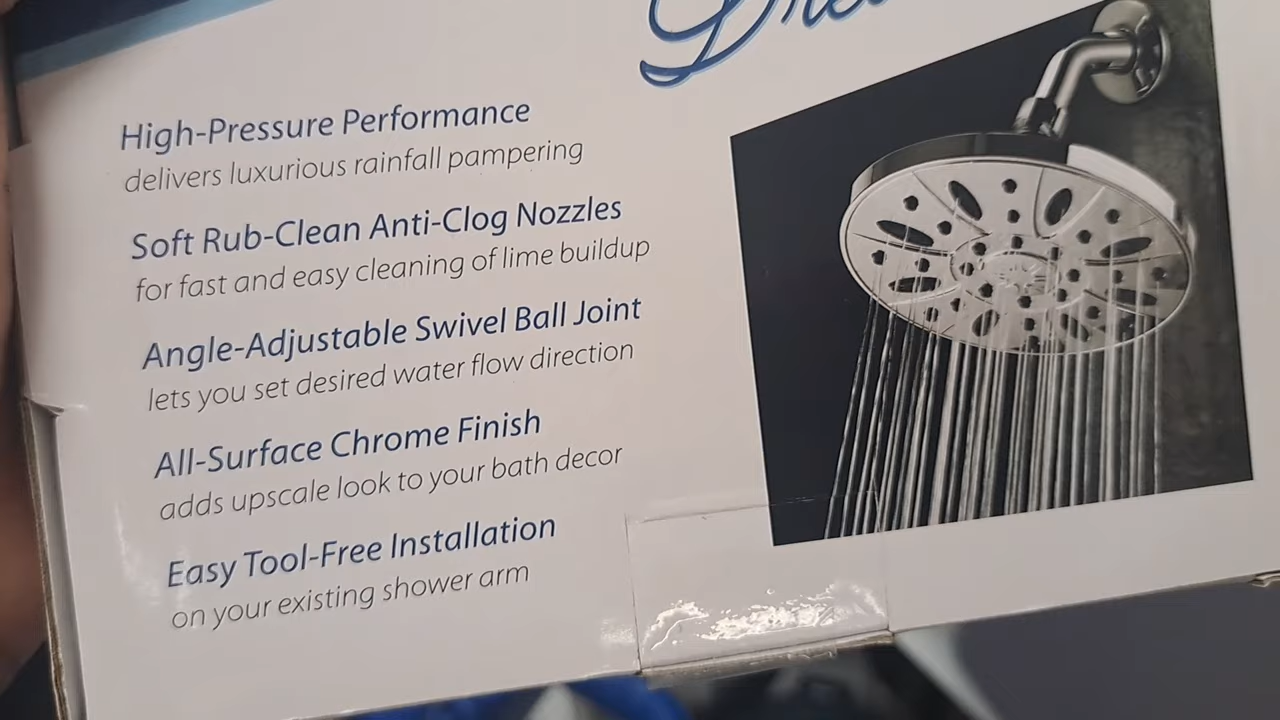 High-Pressure Performance
delivers luxurious rainfall pampering
Soft Rub-Clean Anti-Clog Nozzles
for fast and easy cleaning of lime buildup
Angle-Adjustable Swivel Ball Joint
lets you set desired water flow direction
All-Surface Chrome Finish
adds upscale look to your bath decor
Easy Tool-Free Installation
on your existing shower arm